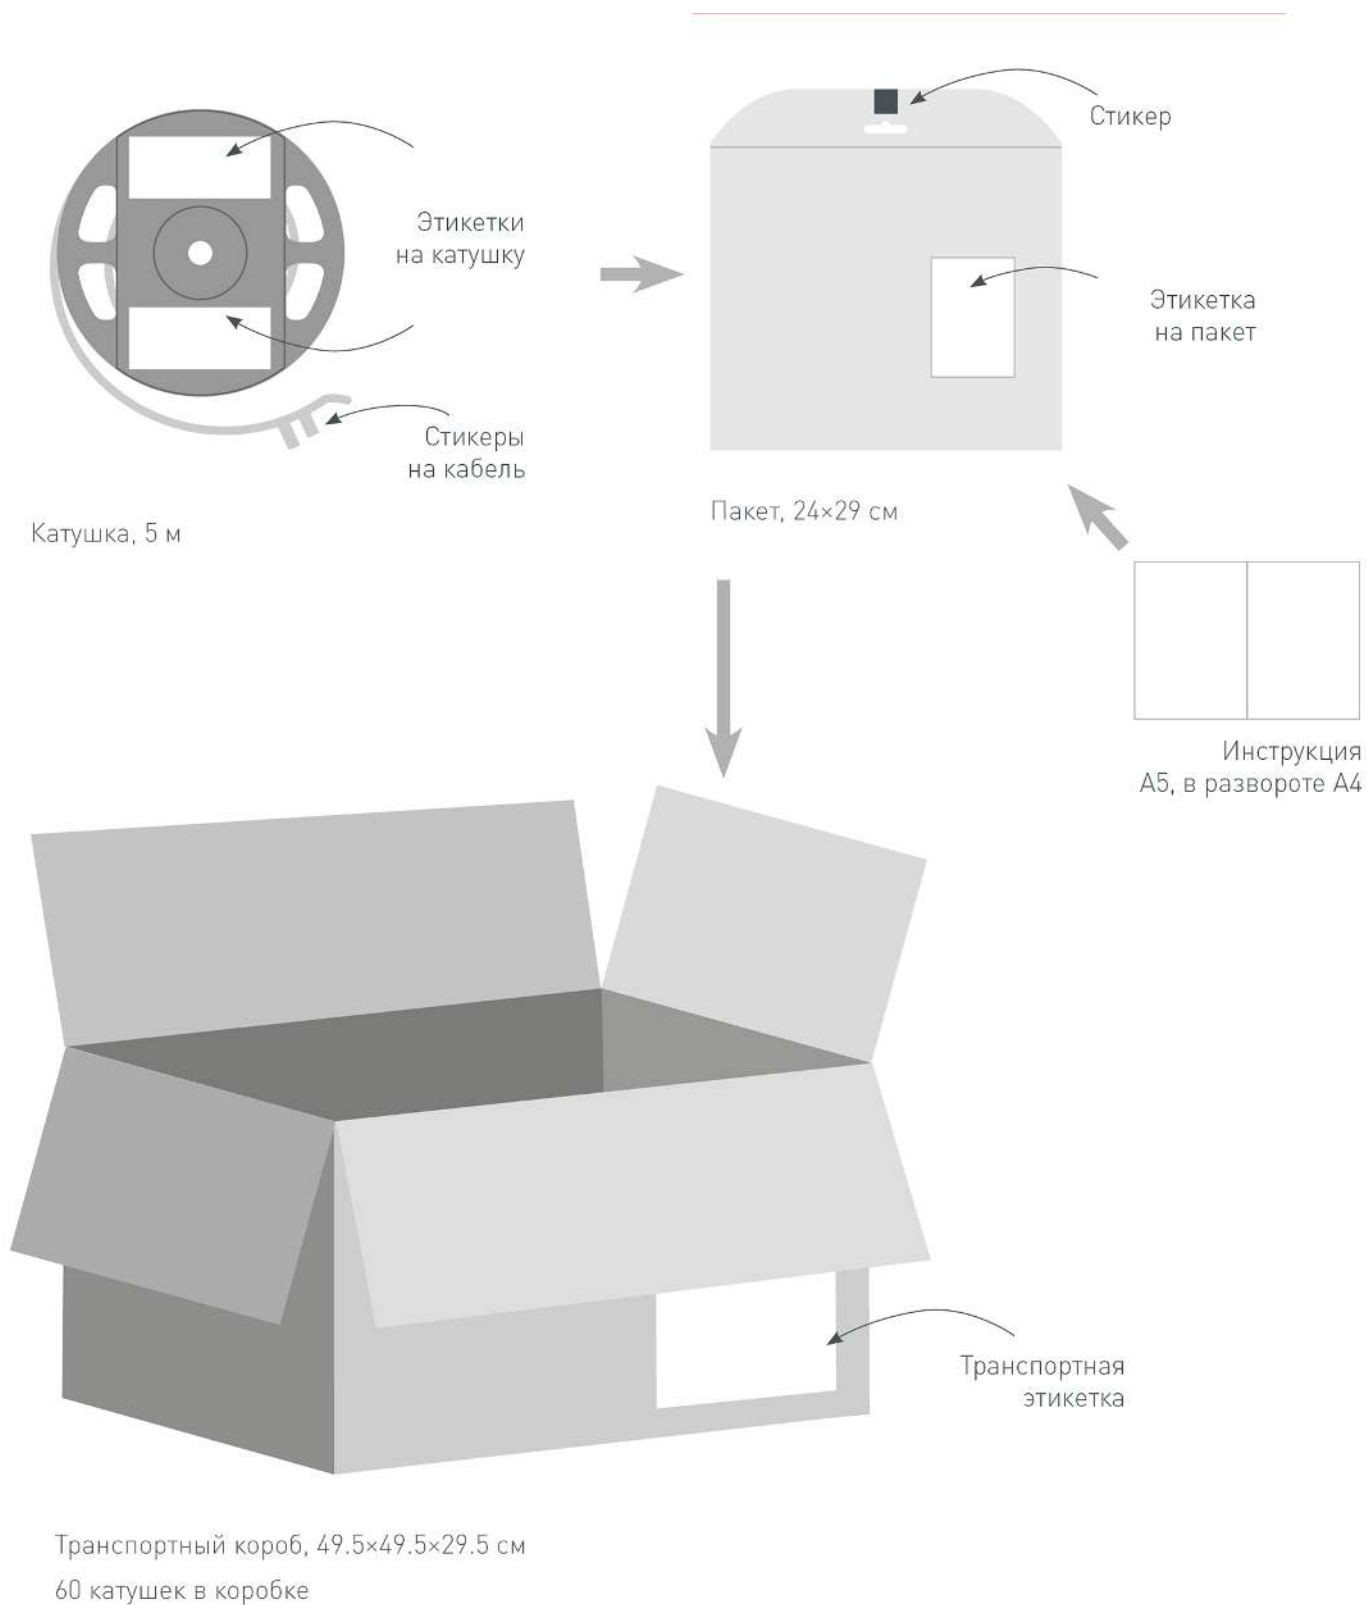 Стикер
Этикетки
на катушку
Этикетка
на пакет
Стикеры
на кабель
Катушка, 5 м
Пакет, 24×29 см
Инструкция
А5, в развороте А4
Транспортная
этикетка
Транспортный короб, 49.5×49.5×29.5 см
60 катушек в коробке